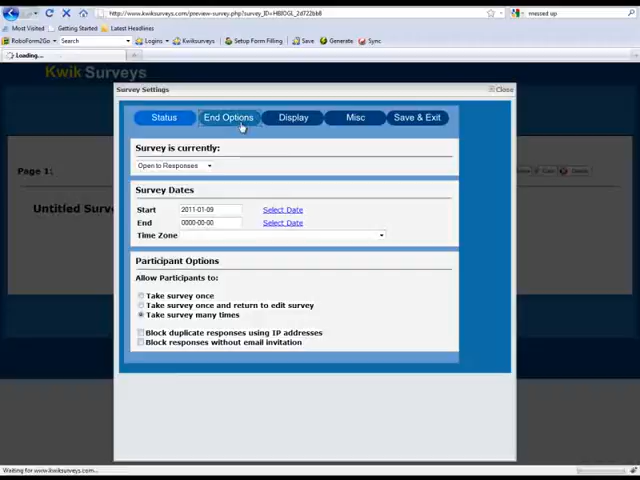 http://www.kwiksurveys.com/preview-survey.php?survey_ID=HBIOGL_2d722bb8
messed up
Most Visited Getting Started Latest Headlines
RoboForm2Go Search Logins Kwiksurveys Setup Form Filling Save Generate Sync
Loading...
Kwik Surveys
Survey Settings Close
Status End Options Display Misc Save & Exit
Survey is currently:
Open to Responses
Page 1:
Survey Dates
Untitled Surv
Start 2011-01-09 Select Date
End 0000-00-00 Select Date
Time Zone
Participant Options
Allow Participants to:
Take survey once
Take survey once and return to edit survey
Take survey many times
Block duplicate responses using IP addresses
Block responses without email invitation
Waiting for www.kwiksurveys.com...